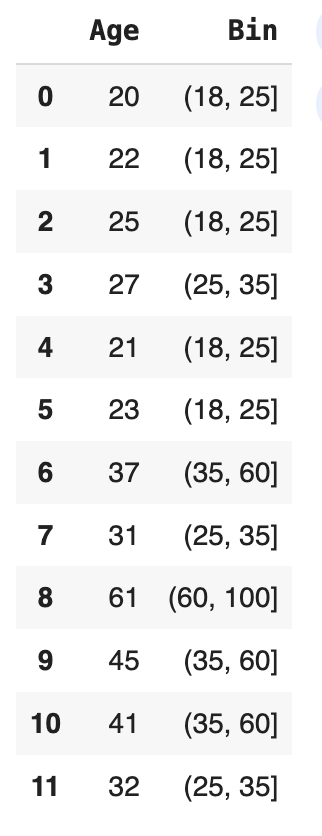 Age Bin
0 20 (18, 25]
1 22 (18, 25]
2 25 (18, 25]
3 27 (25, 35]
4 21 (18, 25]
5 23 (18, 25]
6 37 (35, 60]
7 31 (25, 35]
8 61 (60, 100]
9 45 (35, 60]
10 41 (35, 60]
11 32 (25, 35]